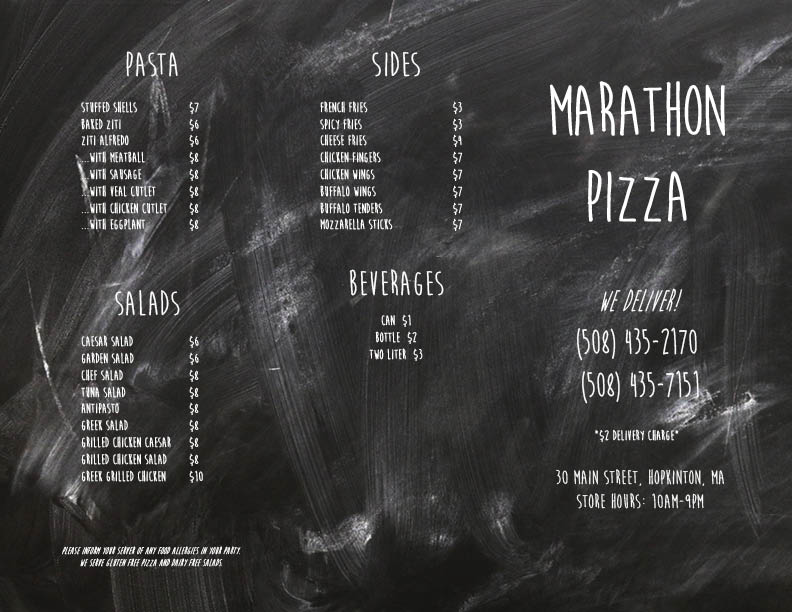 PASTA
STUFFED SHELLS $7
BAKED ZITI $6
ZITI ALFREDO $6
...WITH MEATBALL $8
...WITH SAUSAGE $8
...WITH VEAL CUTLET $8
...WITH CHICKEN CUTLET $8
...WITH EGGPLANT $8
SALADS
CAESAR SALAD $6
GARDEN SALAD $6
CHEF SALAD $8
TUNA SALAD $8
ANTIPASTO $8
GREEK SALAD $8
GRILLED CHICKEN CAESAR $8
GRILLED CHICKEN SALAD $8
GREEK GRILLED CHICKEN $10
PLEASE INFORM YOUR SERVER OF ANY FOOD ALLERGIES IN YOUR PARTY.
WE SERVE GLUTEN FREE PIZZA AND DAIRY FREE SALADS.
SIDES
FRENCH FRIES $3
SPICY FRIES $3
CHEESE FRIES $4
CHICKEN FINGERS $7
CHICKEN WINGS $7
BUFFALO WINGS $7
BUFFALO TENDERS $7
MOZZARELLA STICKS $7
BEVERAGES
CAN $1
BOTTLE $2
TWO LITER $3
MARATHON
PIZZA
WE DELIVER!
(508) 435-2170
(508) 435-7151
*$2 DELIVERY CHARGE*
30 MAIN STREET, HOPKINTON, MA
STORE HOURS: 10AM-9PM